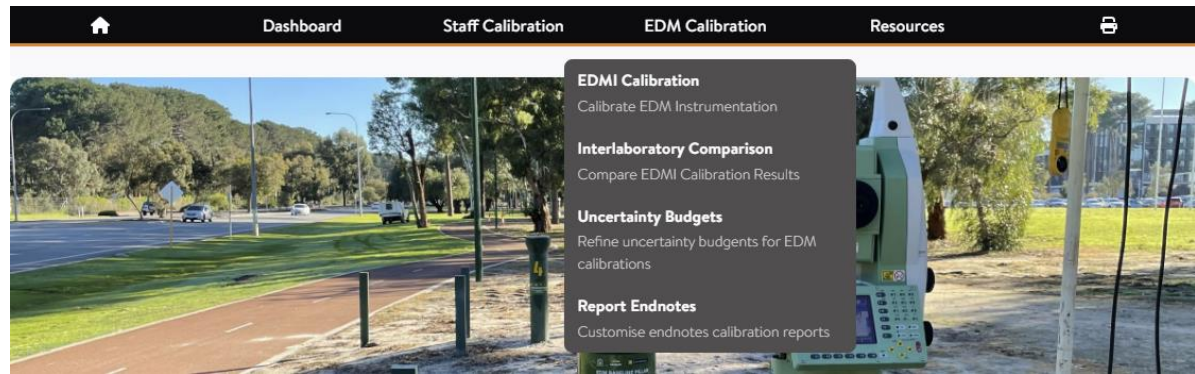 Dashboard Staff Calibration EDM Calibration Resources
EDMI Calibration
Calibrate EDM Instrumentation
Interlaboratory Comparison
Compare EDMI Calibration Results
Uncertainty Budgets
Refine uncertainty budgents for EDM
calibrations
Report Endnotes
Customise endnotes calibration reports
4